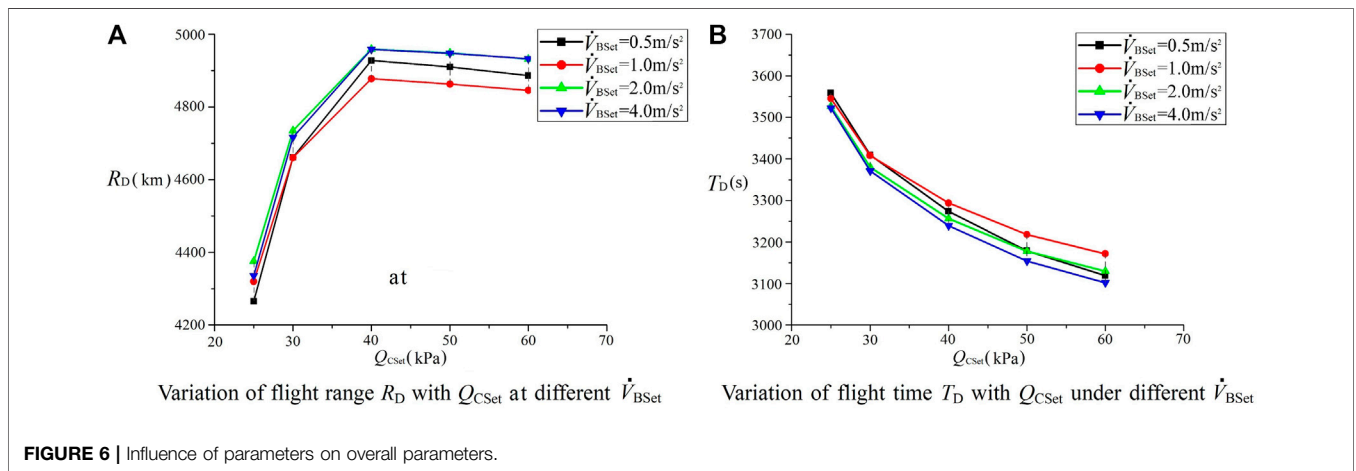 A
5000
4800
4600
4400
4200
R_D(km)
V̇_BSet=0.5m/s²
V̇_BSet=1.0m/s²
V̇_BSet=2.0m/s²
V̇_BSet=4.0m/s²
at
20 30 40 50 60 70
Q_CSet(kPa)
Variation of flight range R_D with Q_CSet at different V̇_BSet
B
3700
3600
3500
3400
3300
3200
3100
3000
T_D(s)
V̇_BSet=0.5m/s²
V̇_BSet=1.0m/s²
V̇_BSet=2.0m/s²
V̇_BSet=4.0m/s²
20 30 40 50 60 70
Q_CSet(kPa)
Variation of flight time T_D with Q_CSet under different V̇_BSet
FIGURE 6 | Influence of parameters on overall parameters.